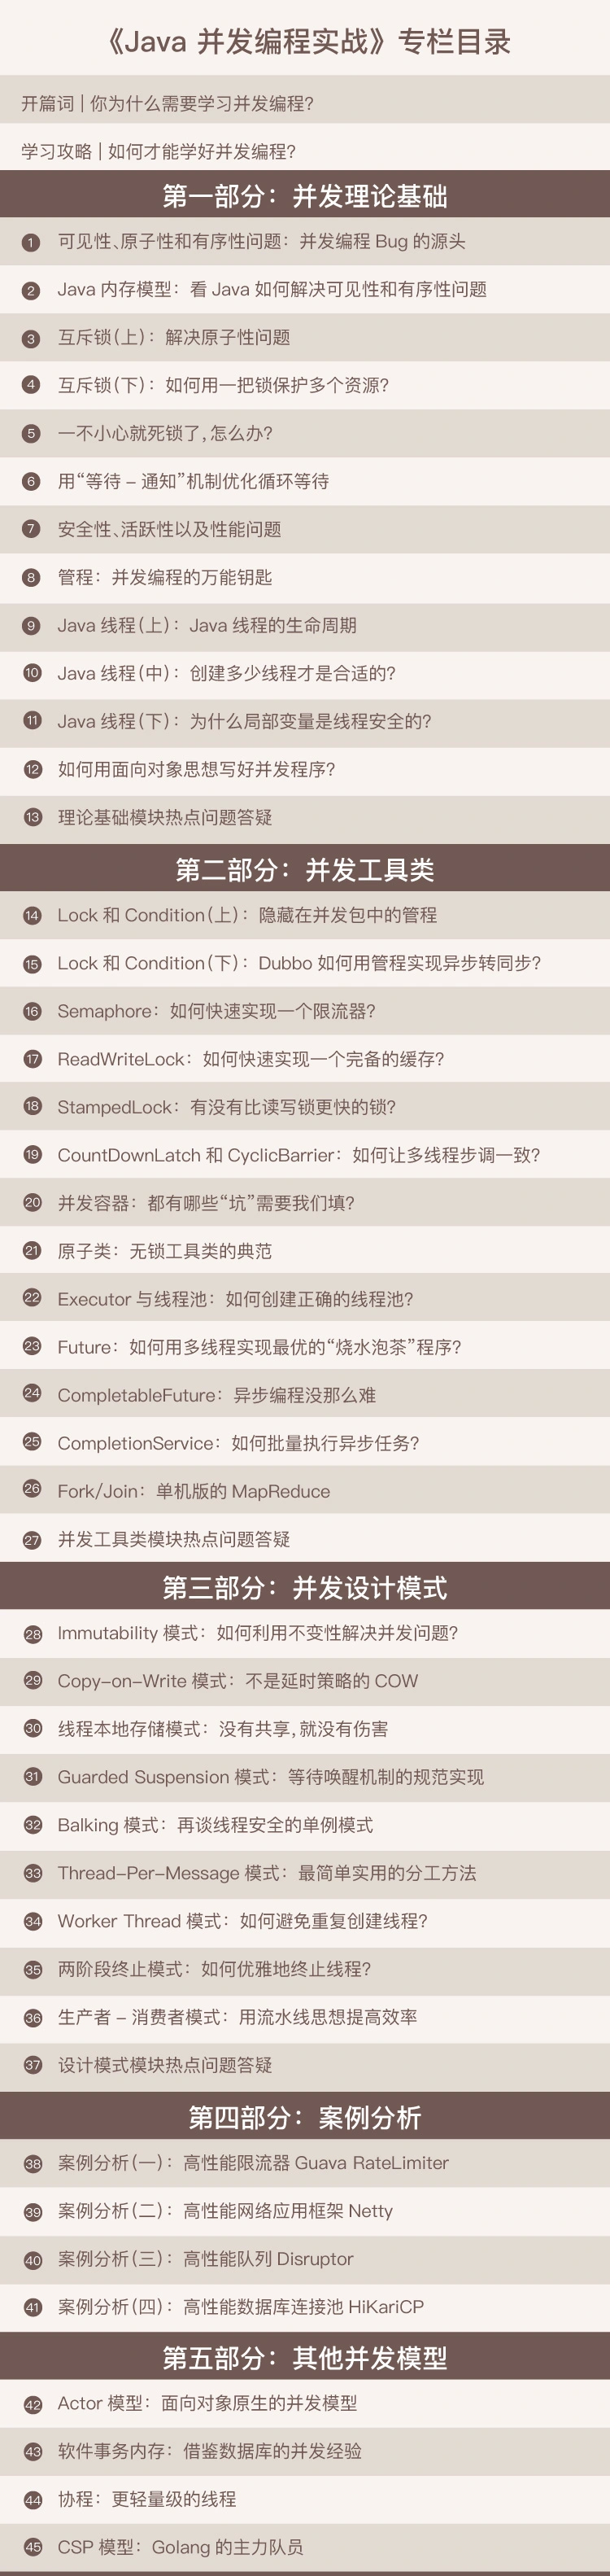 《Java 并发编程实战》专栏目录
开篇词 | 你为什么需要学习并发编程?
学习攻略 | 如何才能学好并发编程?
第一部分：并发理论基础
1 可见性、原子性和有序性问题：并发编程 Bug 的源头
2 Java 内存模型：看 Java 如何解决可见性和有序性问题
3 互斥锁(上)：解决原子性问题
4 互斥锁(下)：如何用一把锁保护多个资源?
5 一不小心就死锁了,怎么办?
6 用“等待 – 通知”机制优化循环等待
7 安全性、活跃性以及性能问题
8 管程：并发编程的万能钥匙
9 Java 线程(上)：Java 线程的生命周期
10 Java 线程(中)：创建多少线程才是合适的?
11 Java 线程(下)：为什么局部变量是线程安全的?
12 如何用面向对象思想写好并发程序?
13 理论基础模块热点问题答疑
第二部分：并发工具类
14 Lock 和 Condition(上)：隐藏在并发包中的管程
15 Lock 和 Condition(下)：Dubbo 如何用管程实现异步转同步?
16 Semaphore：如何快速实现一个限流器?
17 ReadWriteLock：如何快速实现一个完备的缓存?
18 StampedLock：有没有比读写锁更快的锁?
19 CountDownLatch 和 CyclicBarrier：如何让多线程步调一致?
20 并发容器：都有哪些“坑”需要我们填?
21 原子类：无锁工具类的典范
22 Executor 与线程池：如何创建正确的线程池?
23 Future：如何用多线程实现最优的“烧水泡茶”程序?
24 CompletableFuture：异步编程没那么难
25 CompletionService：如何批量执行异步任务?
26 Fork/Join：单机版的 MapReduce
27 并发工具类模块热点问题答疑
第三部分：并发设计模式
28 Immutability 模式：如何利用不变性解决并发问题?
29 Copy–on–Write 模式：不是延时策略的 COW
30 线程本地存储模式：没有共享,就没有伤害
31 Guarded Suspension 模式：等待唤醒机制的规范实现
32 Balking 模式：再谈线程安全的单例模式
33 Thread–Per–Message 模式：最简单实用的分工方法
34 Worker Thread 模式：如何避免重复创建线程?
35 两阶段终止模式：如何优雅地终止线程?
36 生产者 – 消费者模式：用流水线思想提高效率
37 设计模式模块热点问题答疑
第四部分：案例分析
38 案例分析(一)：高性能限流器 Guava RateLimiter
39 案例分析(二)：高性能网络应用框架 Netty
40 案例分析(三)：高性能队列 Disruptor
41 案例分析(四)：高性能数据库连接池 HiKariCP
第五部分：其他并发模型
42 Actor 模型：面向对象原生的并发模型
43 软件事务内存：借鉴数据库的并发经验
44 协程：更轻量级的线程
45 CSP 模型：Golang 的主力队员